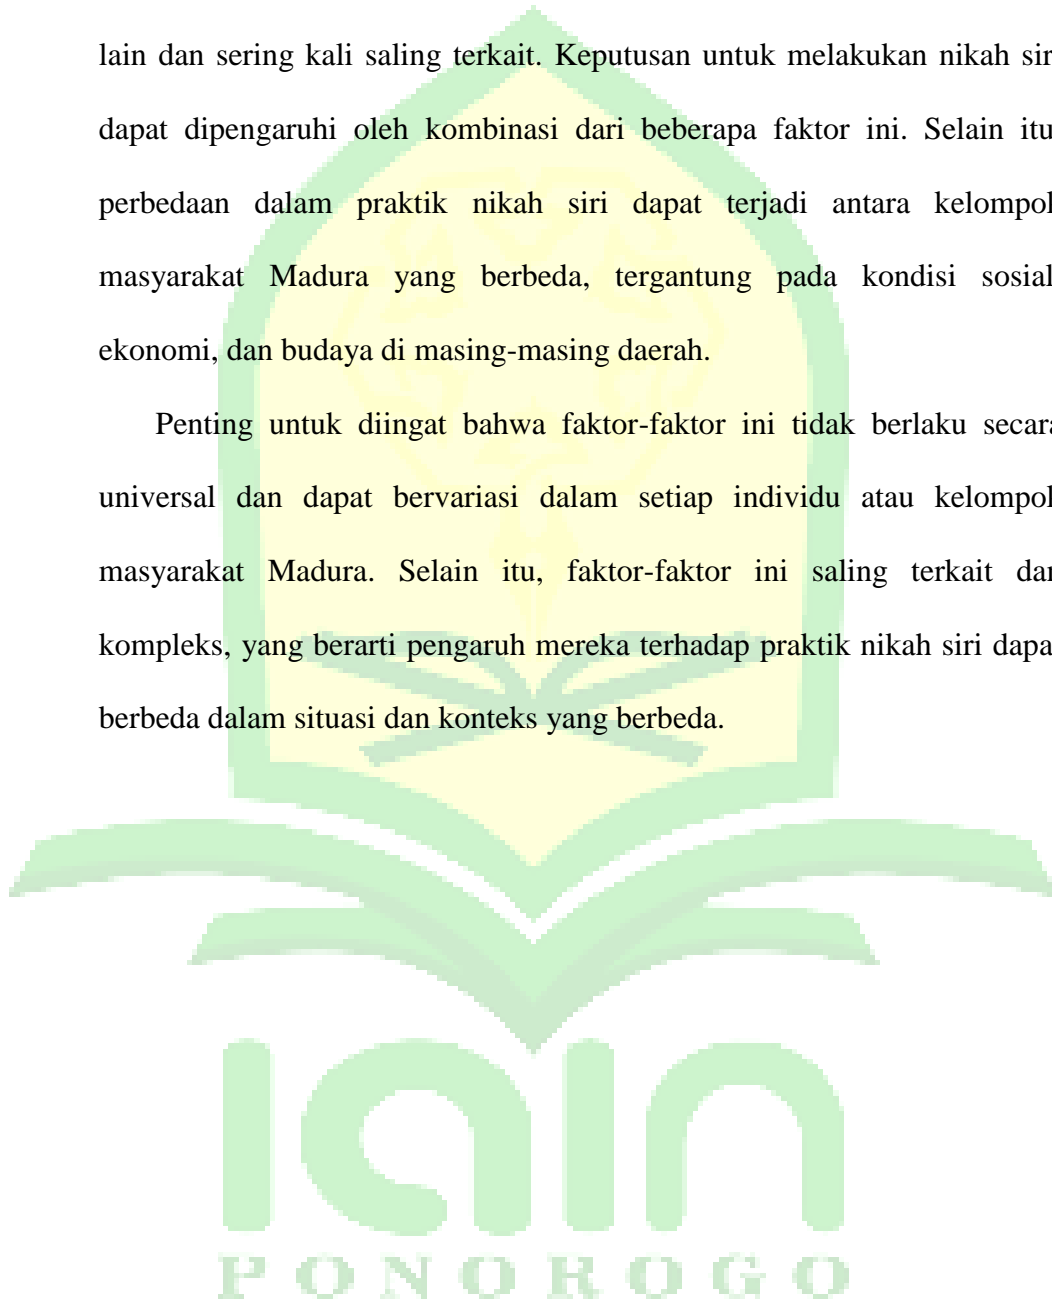 lain dan sering kali saling terkait. Keputusan untuk melakukan nikah sir
dapat dipengaruhi oleh kombinasi dari beberapa faktor ini. Selain itu
perbedaan dalam praktik nikah siri dapat terjadi antara kelompok
masyarakat Madura yang berbeda, tergantung pada kondisi sosial
ekonomi, dan budaya di masing-masing daerah.
Penting untuk diingat bahwa faktor-faktor ini tidak berlaku secara
universal dan dapat bervariasi dalam setiap individu atau kelompok
masyarakat Madura. Selain itu, faktor-faktor ini saling terkait dan
kompleks, yang berarti pengaruh mereka terhadap praktik nikah siri dapa
berbeda dalam situasi dan konteks yang berbeda.
iain
PONOROGO